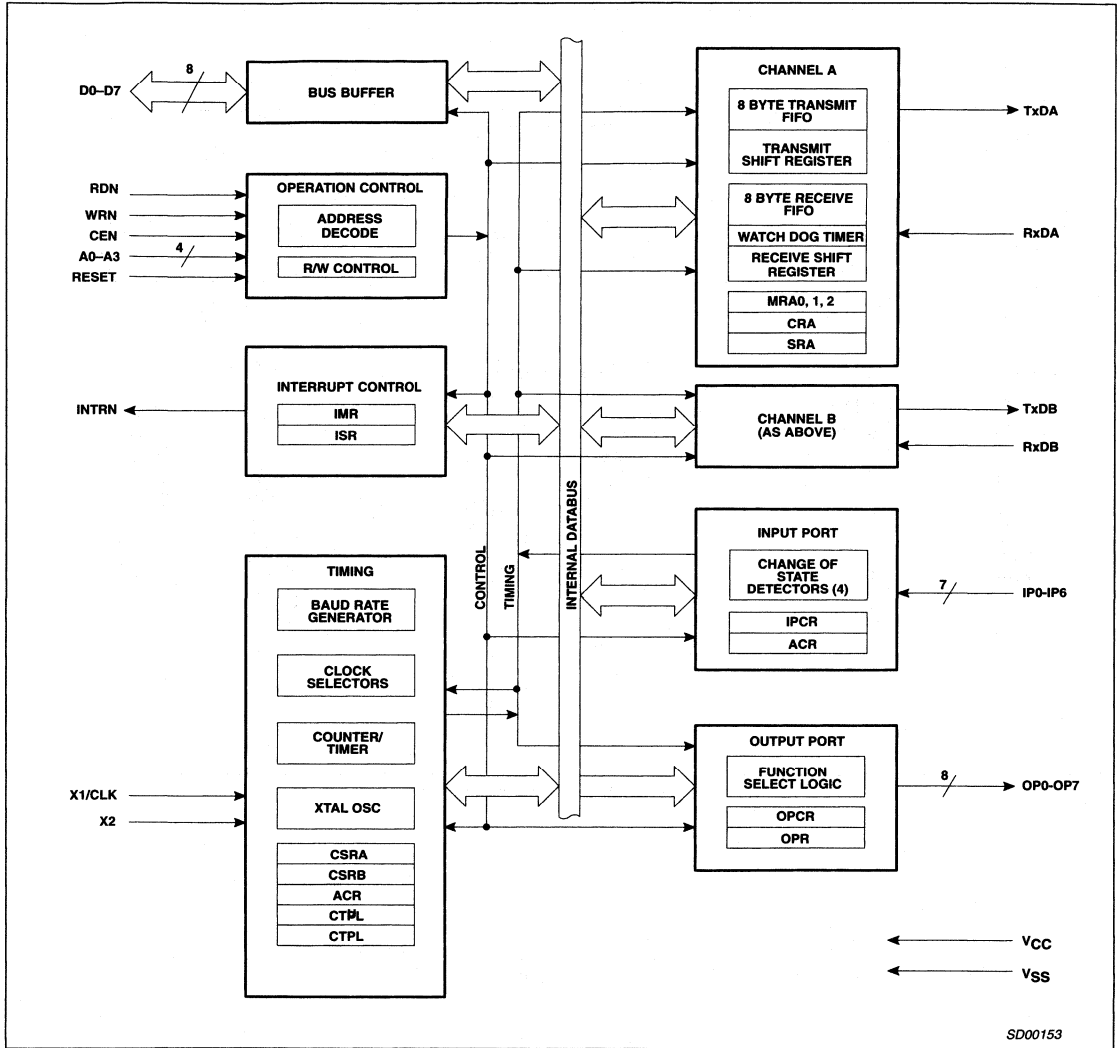 D0–D7
8
BUS BUFFER
RDN
WRN
CEN
A0–A3
4
RESET
OPERATION CONTROL
ADDRESS
DECODE
R/W CONTROL
INTRN
INTERRUPT CONTROL
IMR
ISR
TIMING
BAUD RATE
GENERATOR
CLOCK
SELECTORS
COUNTER/
TIMER
XTAL OSC
CSRA
CSRB
ACR
CTPL
X1/CLK
X2
CONTROL
TIMING
INTERNAL DATABUS
CHANNEL A
8 BYTE TRANSMIT
FIFO
TRANSMIT
SHIFT REGISTER
8 BYTE RECEIVE
FIFO
WATCH DOG TIMER
RECEIVE SHIFT
REGISTER
MRA0, 1, 2
CRA
SRA
TxDA
RxDA
CHANNEL B
(AS ABOVE)
TxDB
RxDB
INPUT PORT
CHANGE OF
STATE
DETECTORS (4)
IPCR
ACR
7
IP0-IP6
OUTPUT PORT
FUNCTION
SELECT LOGIC
OPCR
OPR
8
OP0-OP7
VCC
VSS
SD00153